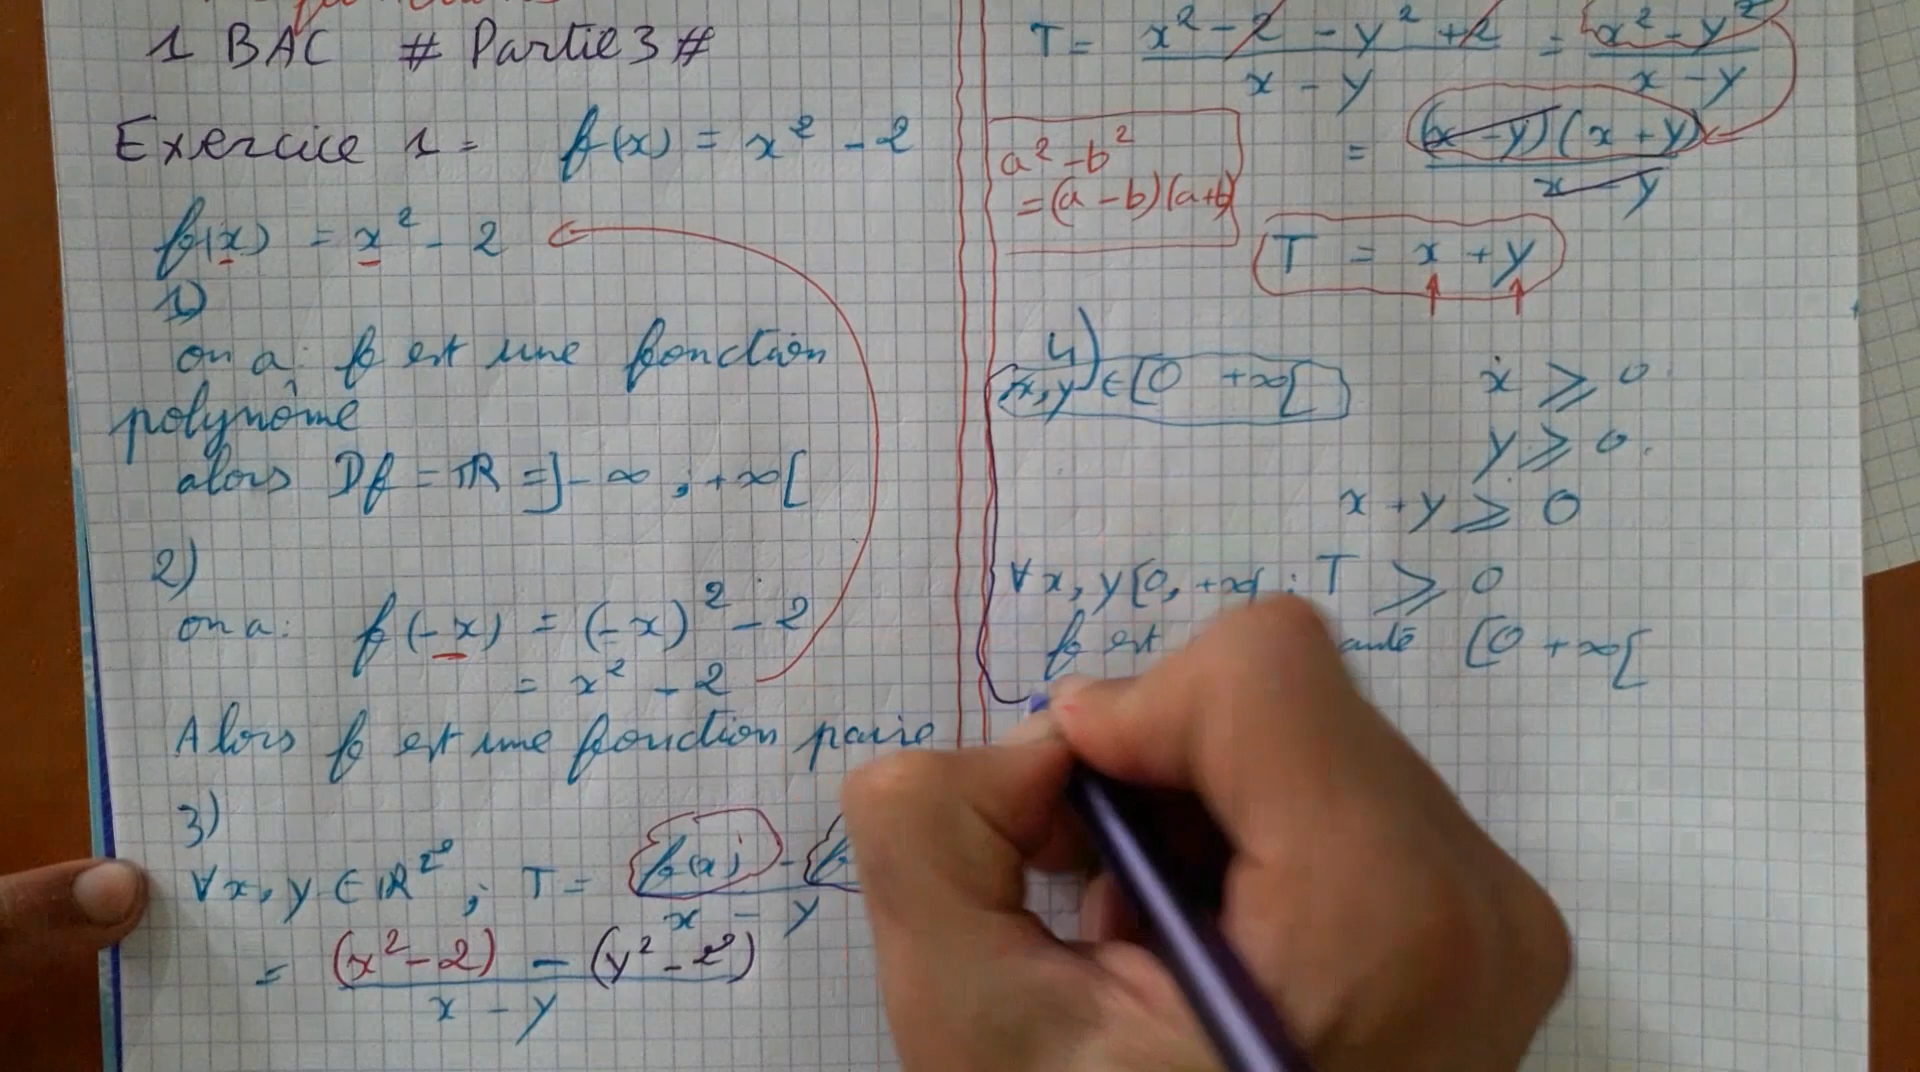 1 BAC # Partie 3 #
Exercice 1 = f(x) = x² - 2
f(x) = x² - 2
1)
on a: f est une fonction
polynôme
alors Df = IR = ]-∞ ; +∞[
2)
on a: f(-x) = (-x)² - 2
= x² - 2
Alors f est une fonction paire
3)
∀x, y ∈ IR² ; T = f(x) - f / x - y
= (x² - 2) - (y² - 2) / x - y
T = x² - 2 - y² + 2 / x - y = x² - y² / x - y
= (x - y)(x + y) / x - y
a² - b²
= (a - b)(a + b)
T = x + y
4)
x, y ∈ [0 +∞[
x ⩾ 0
y ⩾ 0
x + y ⩾ 0
∀x, y [0, +∞[ : T ⩾ 0
f est [0 +∞[